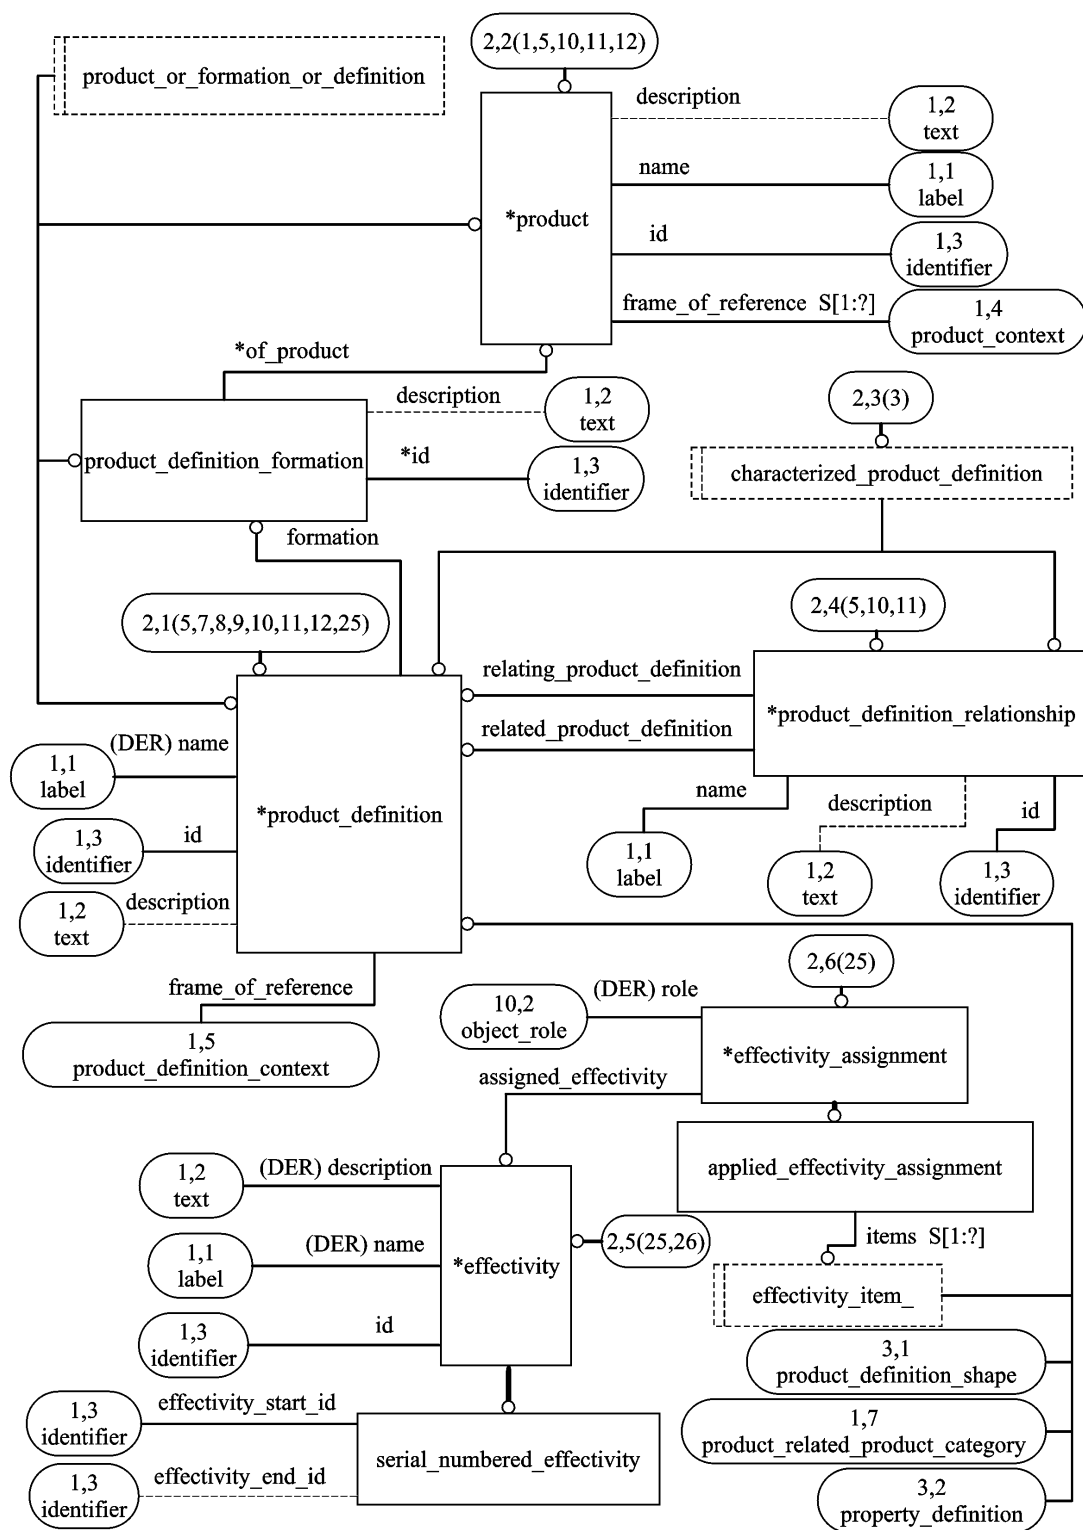 2,2(1,5,10,11,12)
product_or_formation_or_definition
description
1,2
text
name
1,1
label
*product
id
1,3
identifier
frame_of_reference S[1:?]
1,4
product_context
*of_product
description
1,2
text
2,3(3)
product_definition_formation
*id
1,3
identifier
characterized_product_definition
formation
2,1(5,7,8,9,10,11,12,25)
2,4(5,10,11)
relating_product_definition
*product_definition_relationship
related_product_definition
(DER) name
1,1
label
name
description
id
*product_definition
id
1,3
identifier
1,1
label
1,2
text
1,3
identifier
description
1,2
text
frame_of_reference
1,5
product_definition_context
2,6(25)
(DER) role
10,2
object_role
*effectivity_assignment
assigned_effectivity
applied_effectivity_assignment
(DER) description
1,2
text
items S[1:?]
(DER) name
1,1
label
*effectivity
2,5(25,26)
effectivity_item_
id
1,3
identifier
3,1
product_definition_shape
effectivity_start_id
1,3
identifier
1,7
product_related_product_category
serial_numbered_effectivity
effectivity_end_id
1,3
identifier
3,2
property_definition